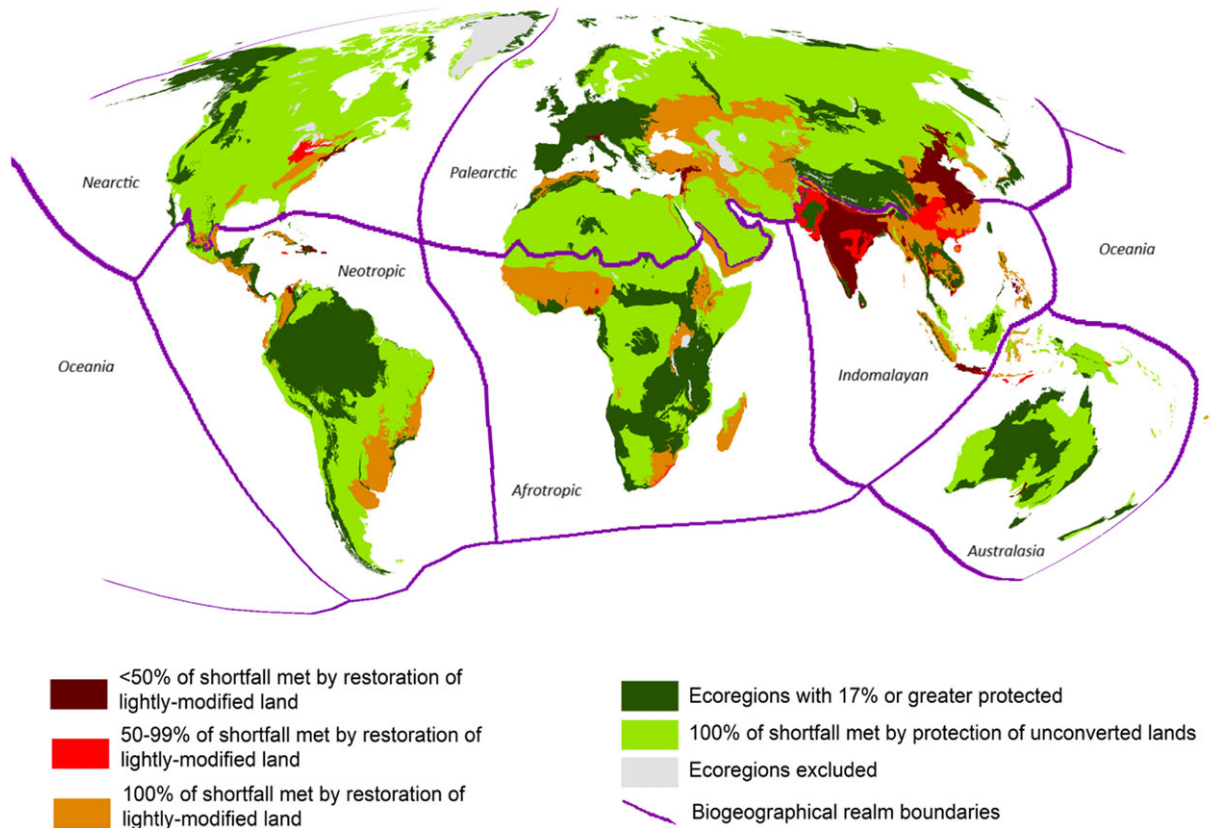 Nearctic
Palearctic
Oceania
Neotropic
Oceania
Indomalayan
Afrotropic
Australasia
<50% of shortfall met by restoration of
lightly-modified land
50-99% of shortfall met by restoration of
lightly-modified land
100% of shortfall met by restoration of
lightly-modified land
Ecoregions with 17% or greater protected
100% of shortfall met by protection of unconverted lands
Ecoregions excluded
Biogeographical realm boundaries